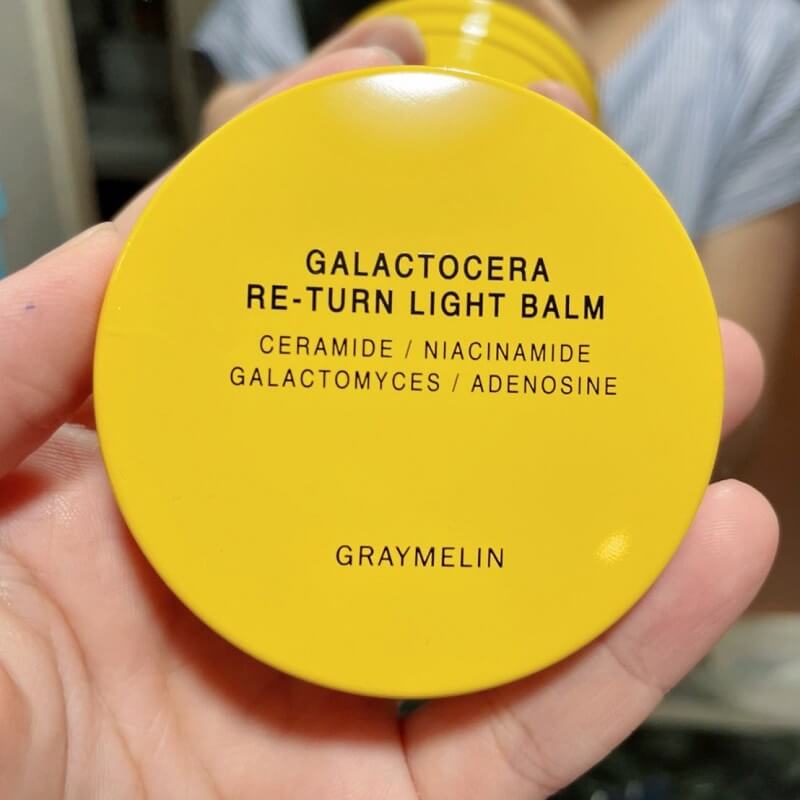 GALACTOCERA
RE-TURN LIGHT BALM
CERAMIDE / NIACINAMIDE
GALACTOMYCES / ADENOSINE
GRAYMELIN